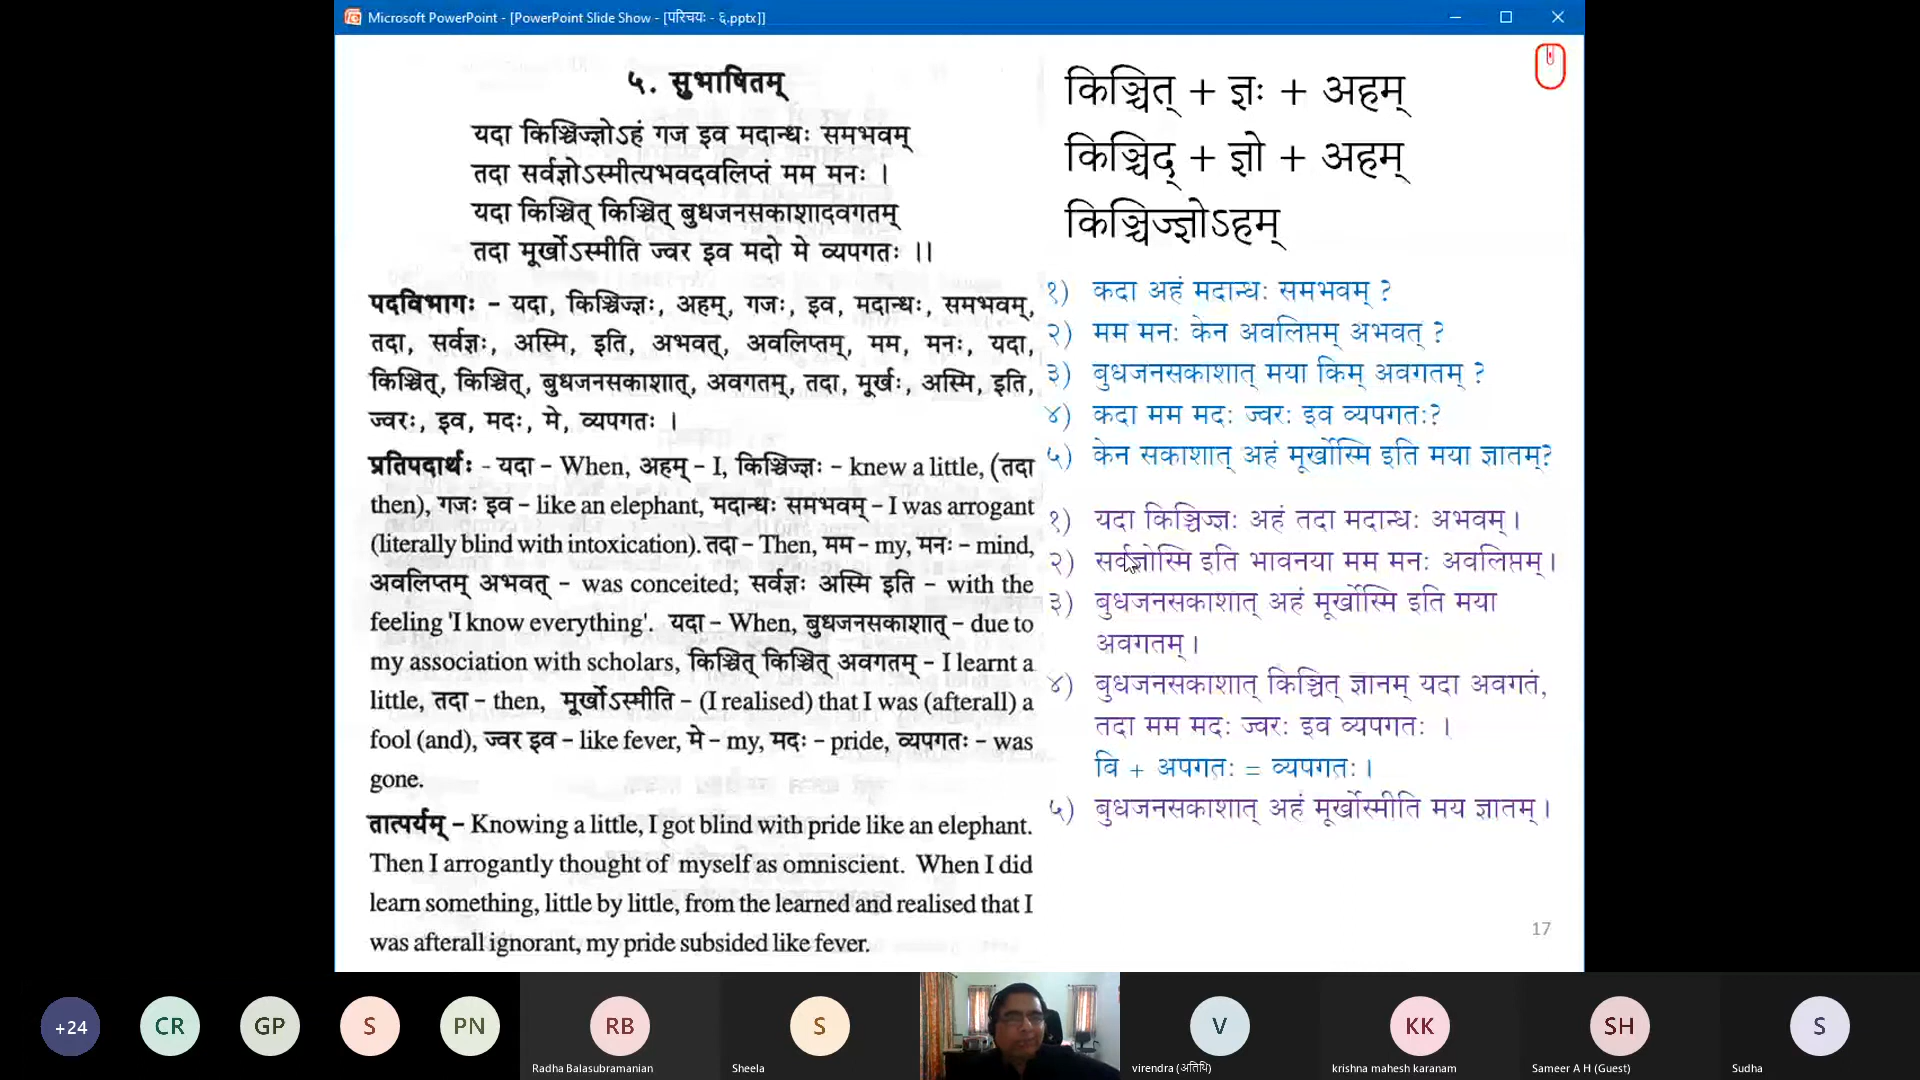 Microsoft PowerPoint - [PowerPoint Slide Show - [परिचयः - ६.pptx]]
५. सुभाषितम्
यदा किञ्चिज्ज्ञोऽहं गज इव मदान्धः समभवम्
तदा सर्वज्ञोऽस्मीत्यभवदवलिप्तं मम मनः ।
यदा किञ्चित् किञ्चित् बुधजनसकाशादवगतम्
तदा मूर्खोऽस्मीति ज्वर इव मदो मे व्यपगतः ।।
पदविभागः – यदा, किञ्चिज्ज्ञः, अहम्, गजः, इव, मदान्धः, समभवम्,
तदा, सर्वज्ञः, अस्मि, इति, अभवत्, अवलिप्तम्, मम, मनः, यदा,
किञ्चित्, किञ्चित्, बुधजनसकाशात्, अवगतम्, तदा, मूर्खः, अस्मि, इति,
ज्वरः, इव, मदः, मे, व्यपगतः ।
प्रतिपदार्थः - यदा – When, अहम् – I, किञ्चिज्ज्ञः – knew a little, (तदा
then), गजः इव – like an elephant, मदान्धः समभवम् – I was arrogant
(literally blind with intoxication). तदा – Then, मम – my, मनः – mind,
अवलिप्तम् अभवत् – was conceited; सर्वज्ञः अस्मि इति – with the
feeling 'I know everything'. यदा – When, बुधजनसकाशात् – due to
my association with scholars, किञ्चित् किञ्चित् अवगतम् – I learnt a
little, तदा – then, मूर्खोऽस्मीति – (I realised) that I was (afterall) a
fool (and), ज्वर इव – like fever, मे – my, मदः – pride, व्यपगतः – was
gone.
तात्पर्यम् – Knowing a little, I got blind with pride like an elephant.
Then I arrogantly thought of myself as omniscient. When I did
learn something, little by little, from the learned and realised that I
was afterall ignorant, my pride subsided like fever.
किञ्चित् + ज्ञः + अहम्
किञ्चिद् + ज्ञो + अहम्
किञ्चिज्ज्ञोऽहम्
१) कदा अहं मदान्धः समभवम् ?
२) मम मनः केन अवलिप्तम् अभवत् ?
३) बुधजनसकाशात् मया किम् अवगतम् ?
४) कदा मम मदः ज्वरः इव व्यपगतः?
५) केन सकाशात् अहं मूर्खोस्मि इति मया ज्ञातम्?
१) यदा किञ्चिज्ज्ञः अहं तदा मदान्धः अभवम् ।
२) सर्वज्ञोस्मि इति भावनया मम मनः अवलिप्तम् ।
३) बुधजनसकाशात् अहं मूर्खोस्मि इति मया
अवगतम् ।
४) बुधजनसकाशात् किञ्चित् ज्ञानम् यदा अवगतं,
तदा मम मदः ज्वरः इव व्यपगतः ।
वि + अपगतः = व्यपगतः ।
५) बुधजनसकाशात् अहं मूर्खोस्मीति मय ज्ञातम् ।
17
+24 CR GP S PN RB S V KK SH S
Radha Balasubramanian Sheela virendra (अतिथि) krishna mahesh karanam Sameer A H (Guest) Sudha